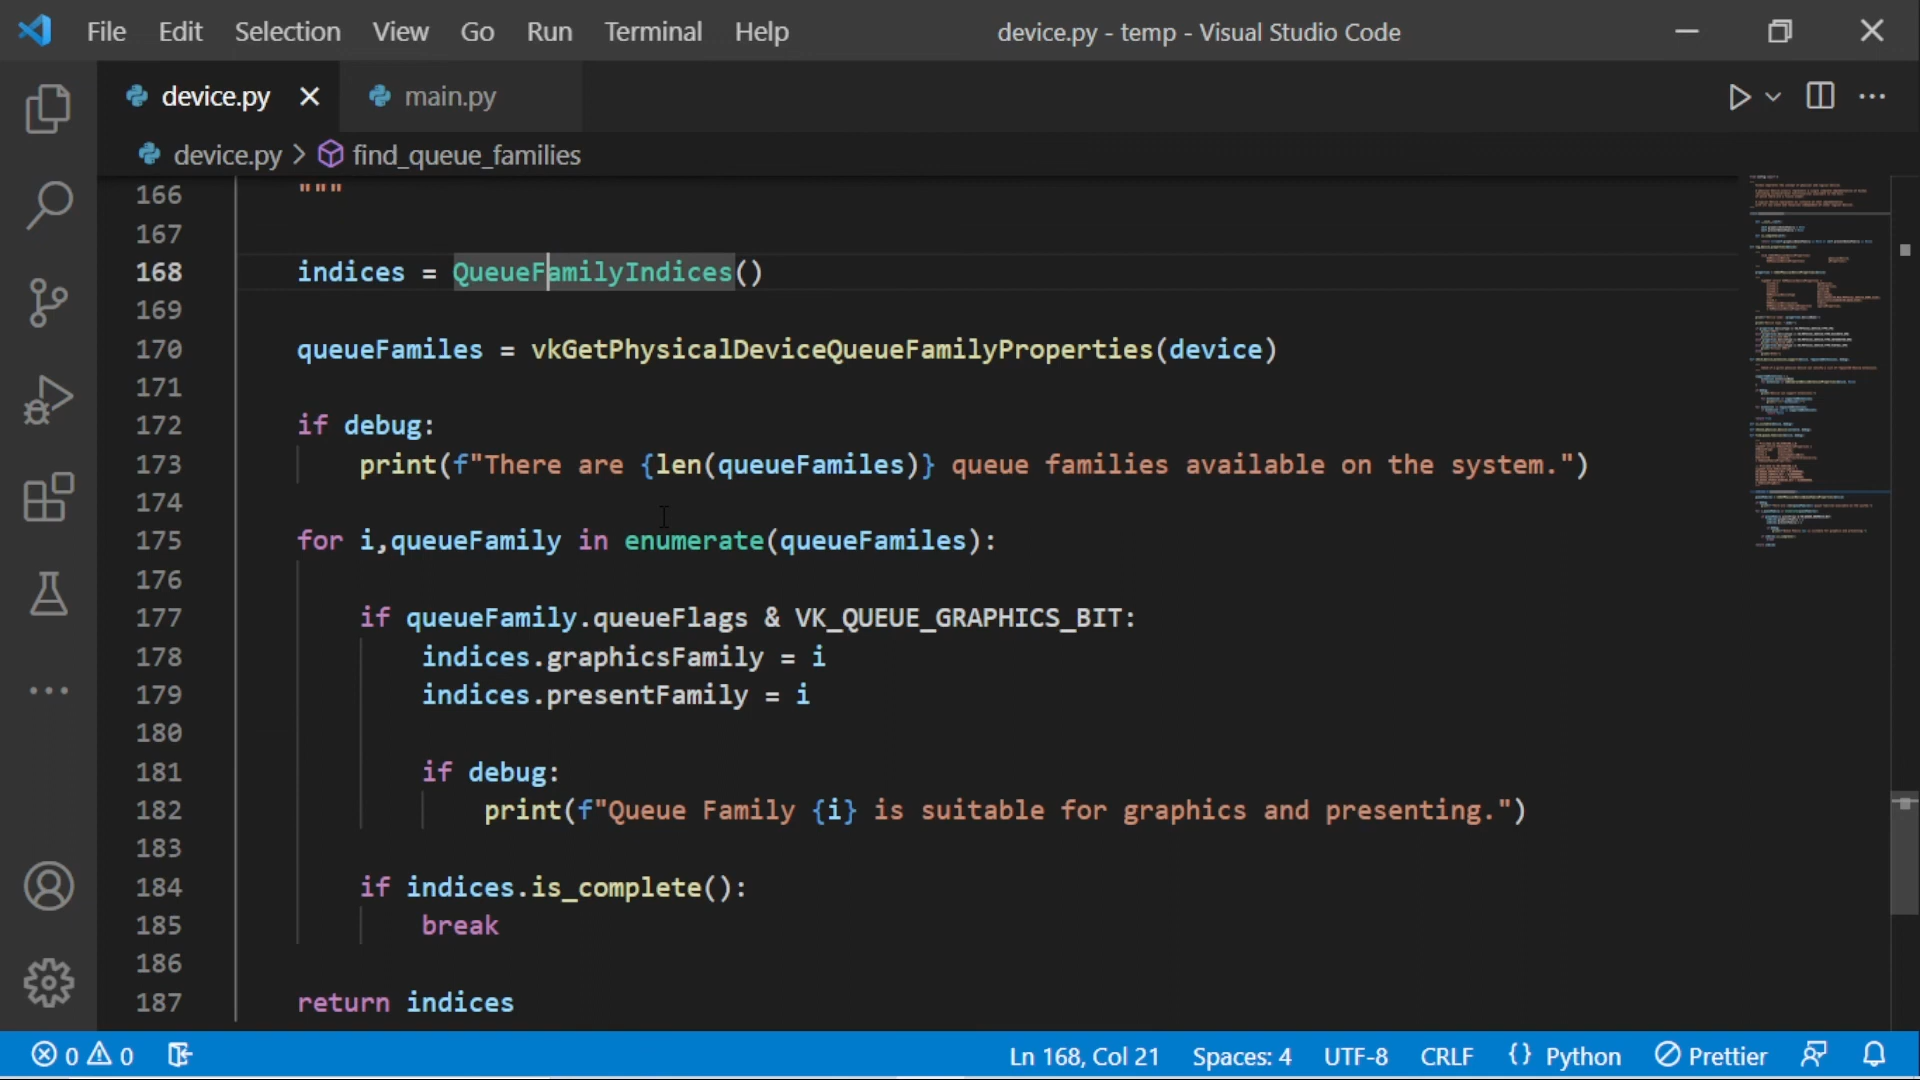 File Edit Selection View Go Run Terminal Help device.py - temp - Visual Studio Code
device.py main.py
device.py > find_queue_families
166 """
167
168 indices = QueueFamilyIndices()
169
170 queueFamiles = vkGetPhysicalDeviceQueueFamilyProperties(device)
171
172 if debug:
173 print(f"There are {len(queueFamiles)} queue families available on the system.")
174
175 for i,queueFamily in enumerate(queueFamiles):
176
177 if queueFamily.queueFlags & VK_QUEUE_GRAPHICS_BIT:
178 indices.graphicsFamily = i
179 indices.presentFamily = i
180
181 if debug:
182 print(f"Queue Family {i} is suitable for graphics and presenting.")
183
184 if indices.is_complete():
185 break
186
187 return indices
0 0 Ln 168, Col 21 Spaces: 4 UTF-8 CRLF {} Python Prettier